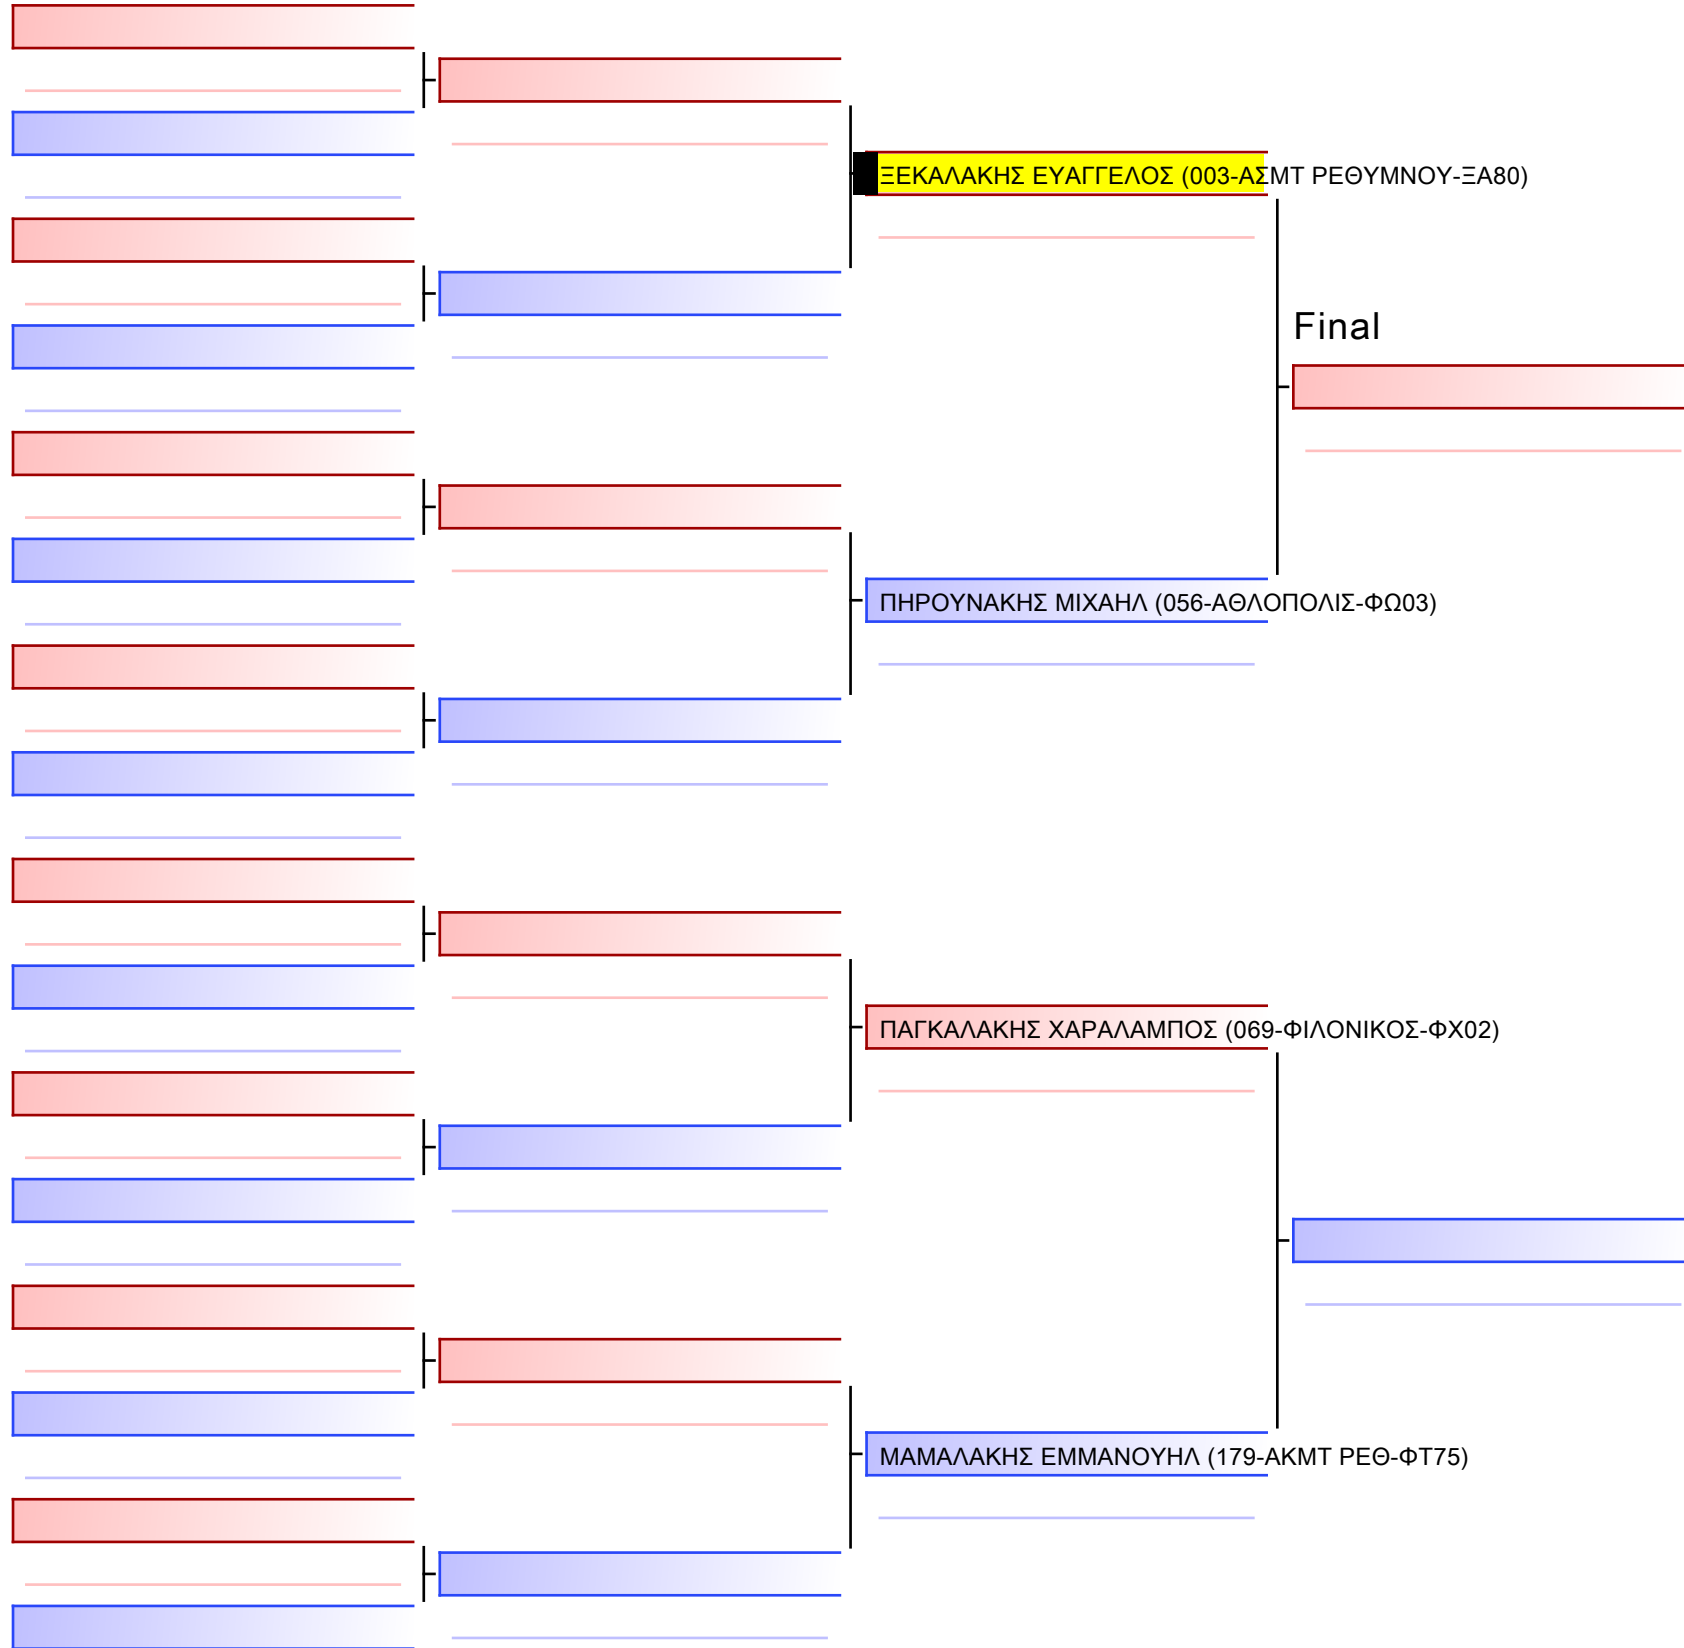 ΞΕΚΑΛΑΚΗΣ ΕΥΑΓΓΕΛΟΣ (003-ΑΣΜΤ ΡΕΘΥΜΝΟΥ-ΞΑ80)
Final
ΠΗΡΟΥΝΑΚΗΣ ΜΙΧΑΗΛ (056-ΑΘΛΟΠΟΛΙΣ-ΦΩ03)
ΠΑΓΚΑΛΑΚΗΣ ΧΑΡΑΛΑΜΠΟΣ (069-ΦΙΛΟΝΙΚΟΣ-ΦΧ02)
ΜΑΜΑΛΑΚΗΣ ΕΜΜΑΝΟΥΗΛ (179-ΑΚΜΤ ΡΕΘ-ΦΤ75)